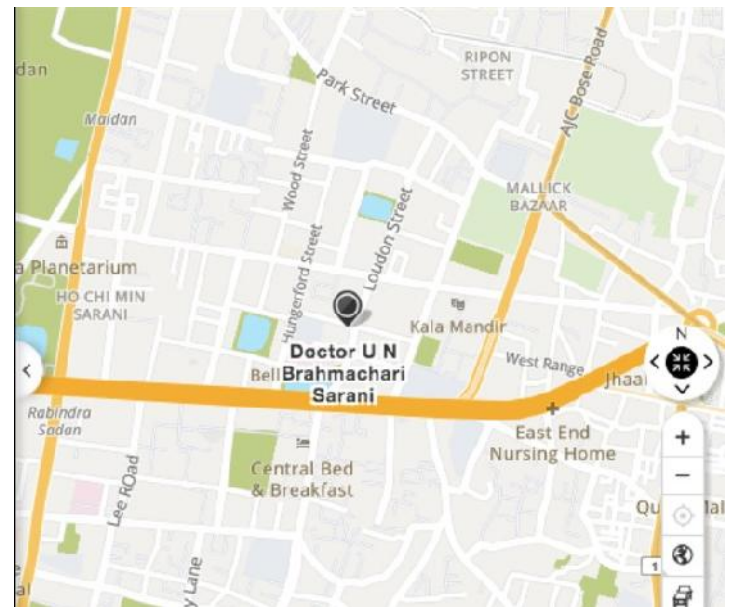 RIPON
STREET
dan
Park Street
AJC Bose Road
Maidan
Wood Street
MALLICK
BAZAAR
Loudon Street
Hungerford Street
a Planetarium
HO CHI MIN
SARANI
Kala Mandir
Doctor U N
Brahmachari
Sarani
Bell
West Range
N
Jhaal
Rabindra
Sadan
East End
Nursing Home
Central Bed
& Breakfast
Lee ROad
y Lane
Qu
Mal
al
1
+
−